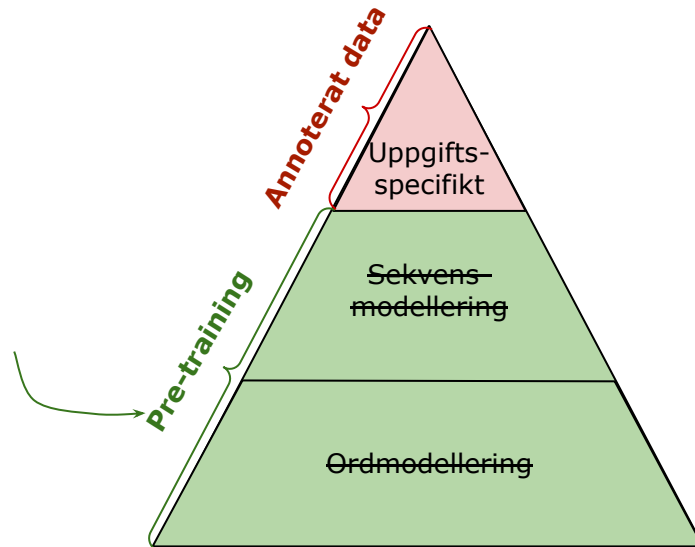 Annoterat data
Uppgifts-
specifikt
Pre-training
Sekvens-
modellering
Ordmodellering